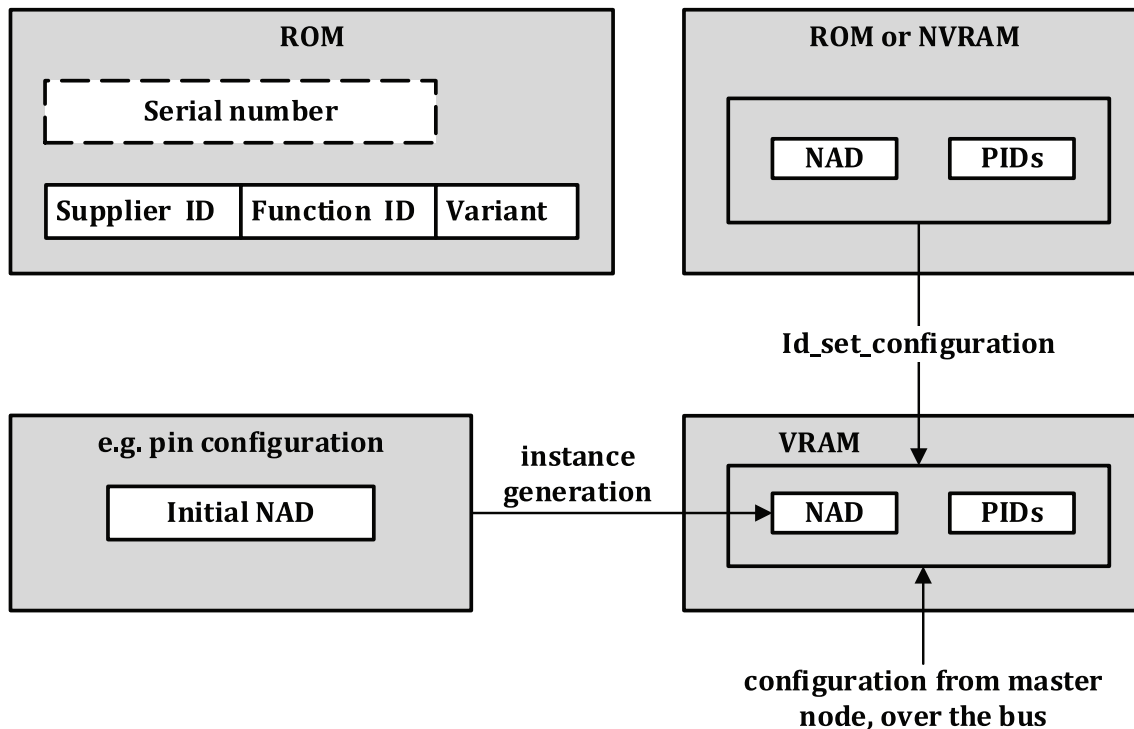 ROM
Serial number
Supplier ID
Function ID
Variant
ROM or NVRAM
NAD
PIDs
Id_set_configuration
e.g. pin configuration
Initial NAD
instance
generation
VRAM
NAD
PIDs
configuration from master
node, over the bus